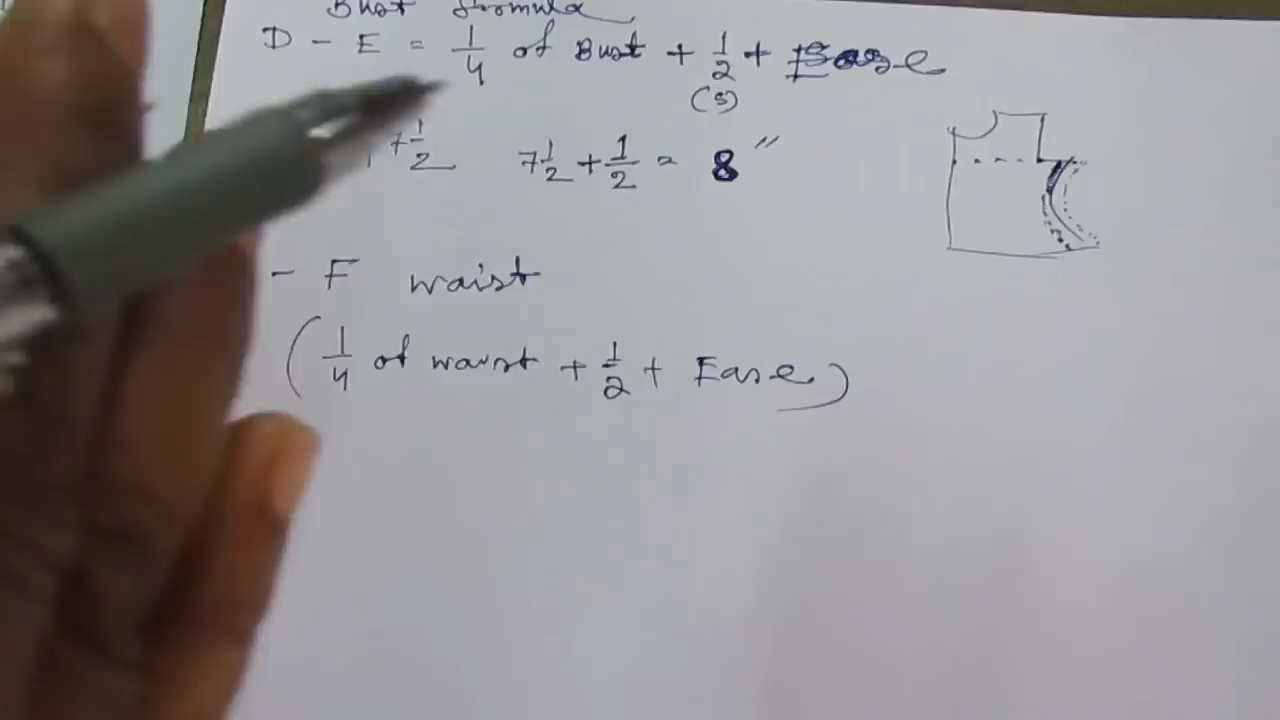 Bust formula
D - E = 1/4 of Bust + 1/2 + Ease
(s)
7 1/2 7 1/2 + 1/2 = 8"
- F waist
(1/4 of waist + 1/2 + Ease)